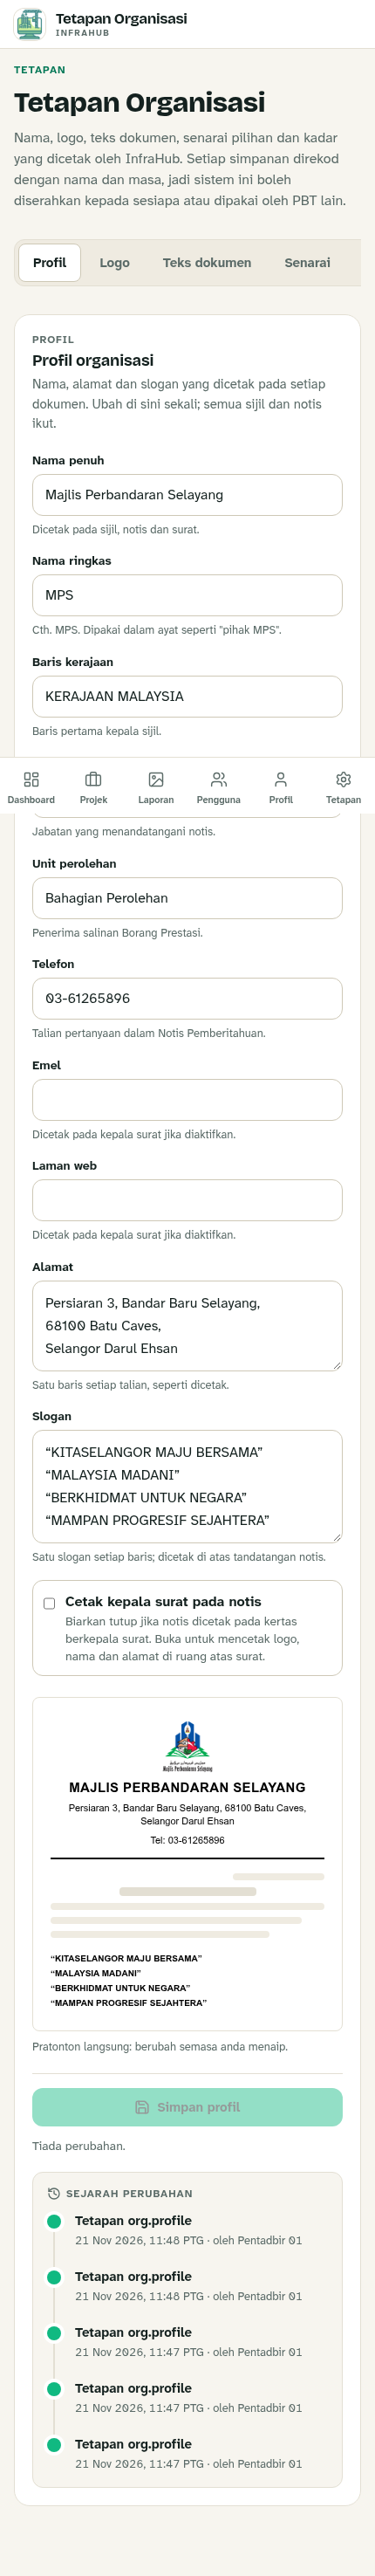 Tetapan Organisasi
INFRAHUB
TETAPAN
Tetapan Organisasi
Nama, logo, teks dokumen, senarai pilihan dan kadar
yang dicetak oleh InfraHub. Setiap simpanan direkod
dengan nama dan masa, jadi sistem ini boleh
diserahkan kepada sesiapa atau dipakai oleh PBT lain.
Profil
Logo
Teks dokumen
Senarai
PROFIL
Profil organisasi
Nama, alamat dan slogan yang dicetak pada setiap
dokumen. Ubah di sini sekali; semua sijil dan notis
ikut.
Nama penuh
Majlis Perbandaran Selayang
Dicetak pada sijil, notis dan surat.
Nama ringkas
MPS
Cth. MPS. Dipakai dalam ayat seperti "pihak MPS".
Baris kerajaan
KERAJAAN MALAYSIA
Baris pertama kepala sijil.
Dashboard
Projek
Laporan
Pengguna
Profil
Tetapan
Jabatan yang menandatangani notis.
Unit perolehan
Bahagian Perolehan
Penerima salinan Borang Prestasi.
Telefon
03-61265896
Talian pertanyaan dalam Notis Pemberitahuan.
Emel
Dicetak pada kepala surat jika diaktifkan.
Laman web
Dicetak pada kepala surat jika diaktifkan.
Alamat
Persiaran 3, Bandar Baru Selayang,
68100 Batu Caves,
Selangor Darul Ehsan
Satu baris setiap talian, seperti dicetak.
Slogan
“KITASELANGOR MAJU BERSAMA”
“MALAYSIA MADANI”
“BERKHIDMAT UNTUK NEGARA”
“MAMPAN PROGRESIF SEJAHTERA”
Satu slogan setiap baris; dicetak di atas tandatangan notis.
Cetak kepala surat pada notis
Biarkan tutup jika notis dicetak pada kertas
berkepala surat. Buka untuk mencetak logo,
nama dan alamat di ruang atas surat.
Majlis Perbandaran Selayang
MAJLIS PERBANDARAN SELAYANG
Persiaran 3, Bandar Baru Selayang, 68100 Batu Caves,
Selangor Darul Ehsan
Tel: 03-61265896
“KITASELANGOR MAJU BERSAMA”
“MALAYSIA MADANI”
“BERKHIDMAT UNTUK NEGARA”
“MAMPAN PROGRESIF SEJAHTERA”
Pratonton langsung: berubah semasa anda menaip.
Simpan profil
Tiada perubahan.
SEJARAH PERUBAHAN
Tetapan org.profile
21 Nov 2026, 11:48 PTG · oleh Pentadbir 01
Tetapan org.profile
21 Nov 2026, 11:48 PTG · oleh Pentadbir 01
Tetapan org.profile
21 Nov 2026, 11:47 PTG · oleh Pentadbir 01
Tetapan org.profile
21 Nov 2026, 11:47 PTG · oleh Pentadbir 01
Tetapan org.profile
21 Nov 2026, 11:47 PTG · oleh Pentadbir 01